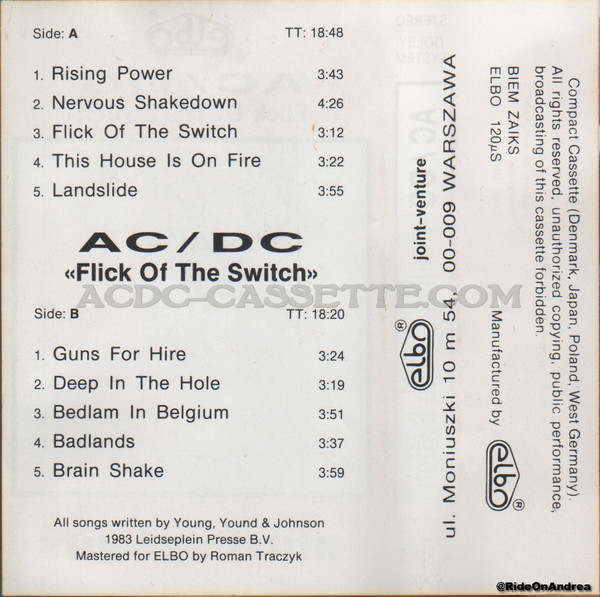 Side: A TT: 18:48
1. Rising Power 3:43
2. Nervous Shakedown 4:26
3. Flick Of The Switch 3:12
4. This House Is On Fire 3:22
5. Landslide 3:55
AC/DC
«Flick Of The Switch»
ACDC-CASSETTE.COM
Side: B TT: 18:20
1. Guns For Hire 3:24
2. Deep In The Hole 3:19
3. Bedlam In Belgium 3:51
4. Badlands 3:37
5. Brain Shake 3:59
All songs written by Young, Yound & Johnson
1983 Leidseplein Presse B.V.
Mastered for ELBO by Roman Traczyk
joint-venture
elbo®
ul. Moniuszki 10 m 54, 00-009 WARSZAWA
Compact Cassette (Denmark, Japan, Poland, West Germany).
All rights reserved, unauthorized copying, public performance,
broadcasting of this cassette forbidden.
BIEM ZAIKS
ELBO 120µS
Manufactured by elbo®
@RideOnAndrea